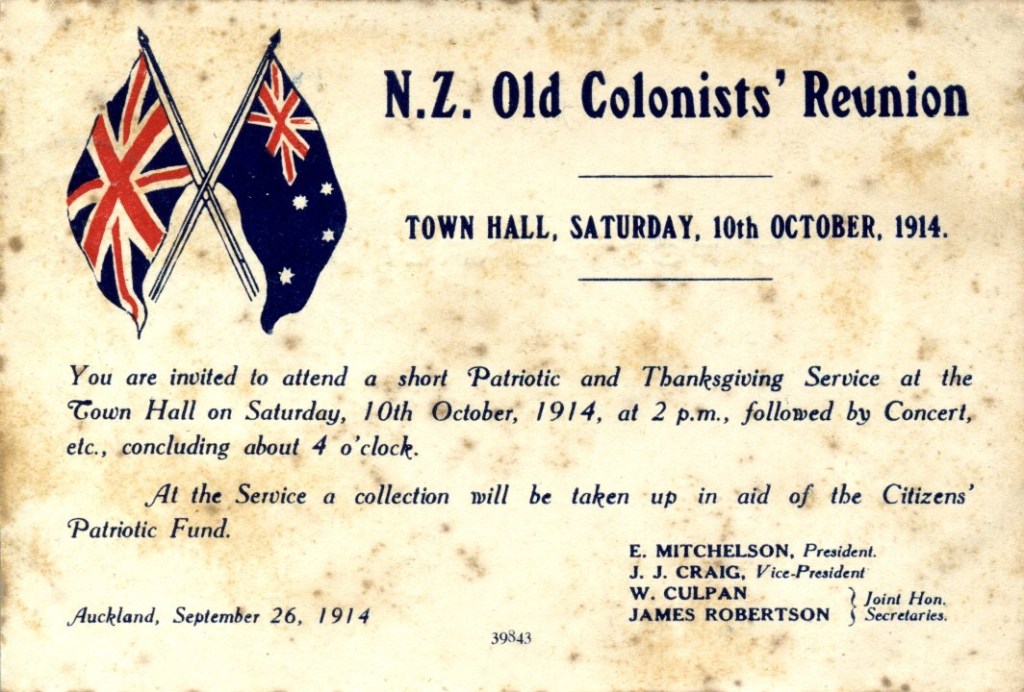 N.Z. Old Colonists' Reunion
TOWN HALL, SATURDAY, 10th OCTOBER, 1914.
You are invited to attend a short Patriotic and Thanksgiving Service at the
Town Hall on Saturday, 10th October, 1914, at 2 p.m., followed by Concert,
etc., concluding about 4 o'clock.
At the Service a collection will be taken up in aid of the Citizens'
Patriotic Fund.
E. MITCHELSON, President.
J. J. CRAIG, Vice-President
W. CULPAN
JAMES ROBERTSON
} Joint Hon.
Secretaries.
Auckland, September 26, 1914
39843